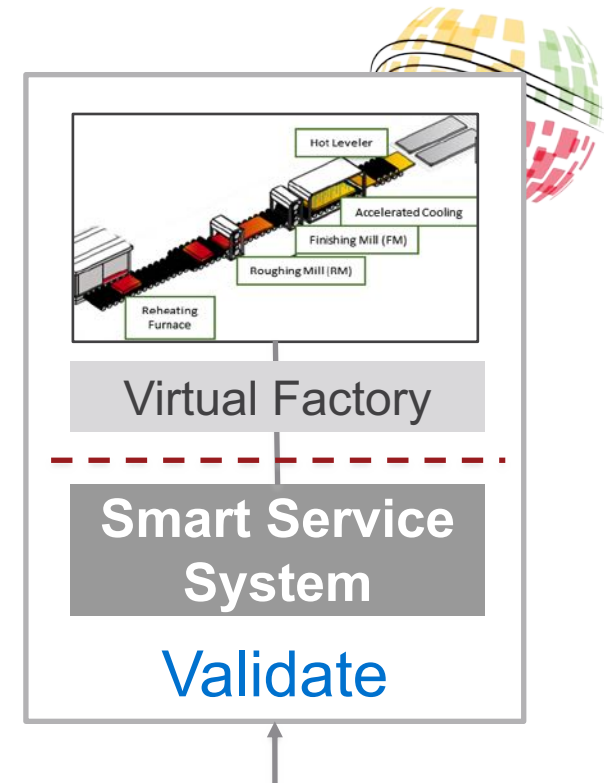 Hot Leveler
Accelerated Cooling
Finishing Mill (FM)
Roughing Mill (RM)
Reheating
Furnace
Virtual Factory
Smart Service
System
Validate